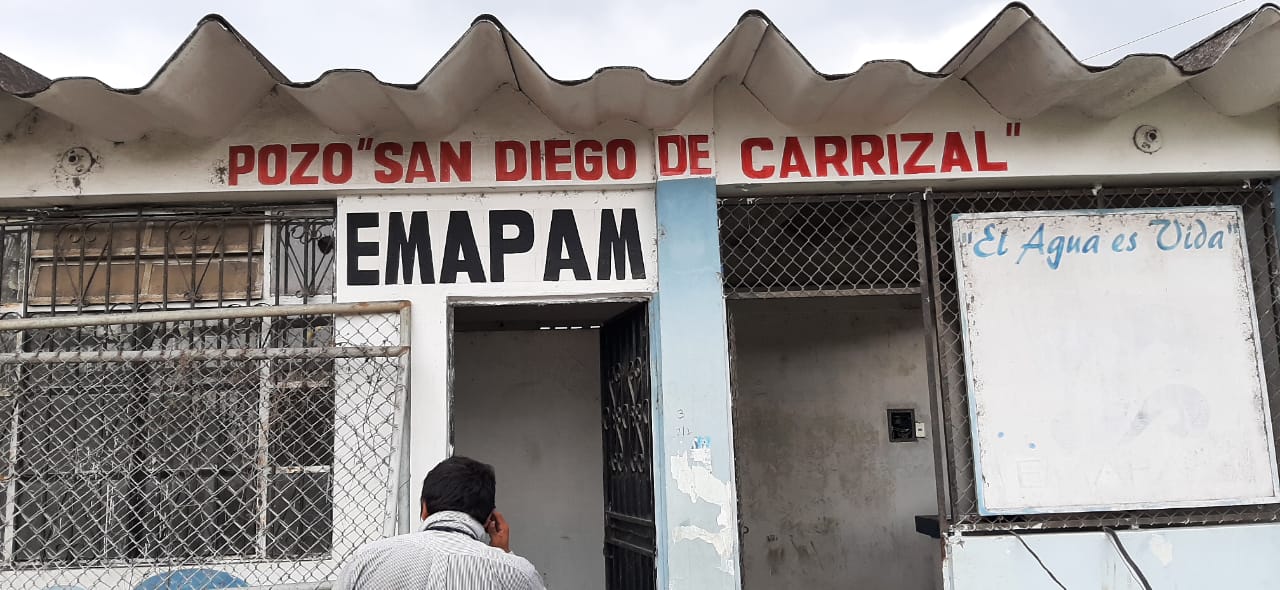 POZO "SAN DIEGO DE CARRIZAL"
EMAPAM
"El Agua es Vida"